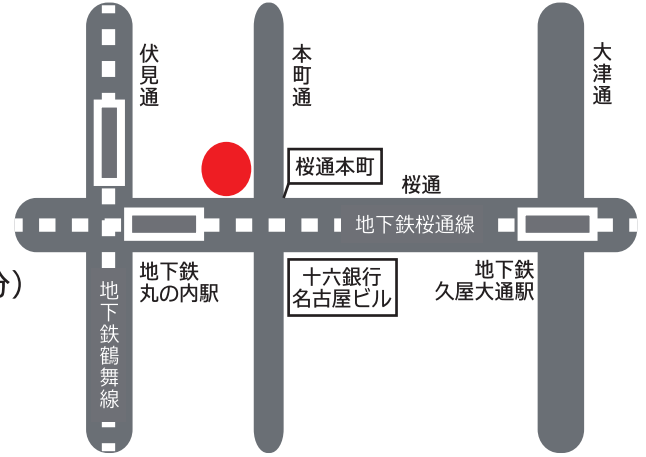 伏見通
本町通
大津通
桜通本町
桜通
地下鉄桜通線
地下鉄
丸の内駅
十六銀行
名古屋ビル
地下鉄
久屋大通駅
分）
地下鉄鶴舞線